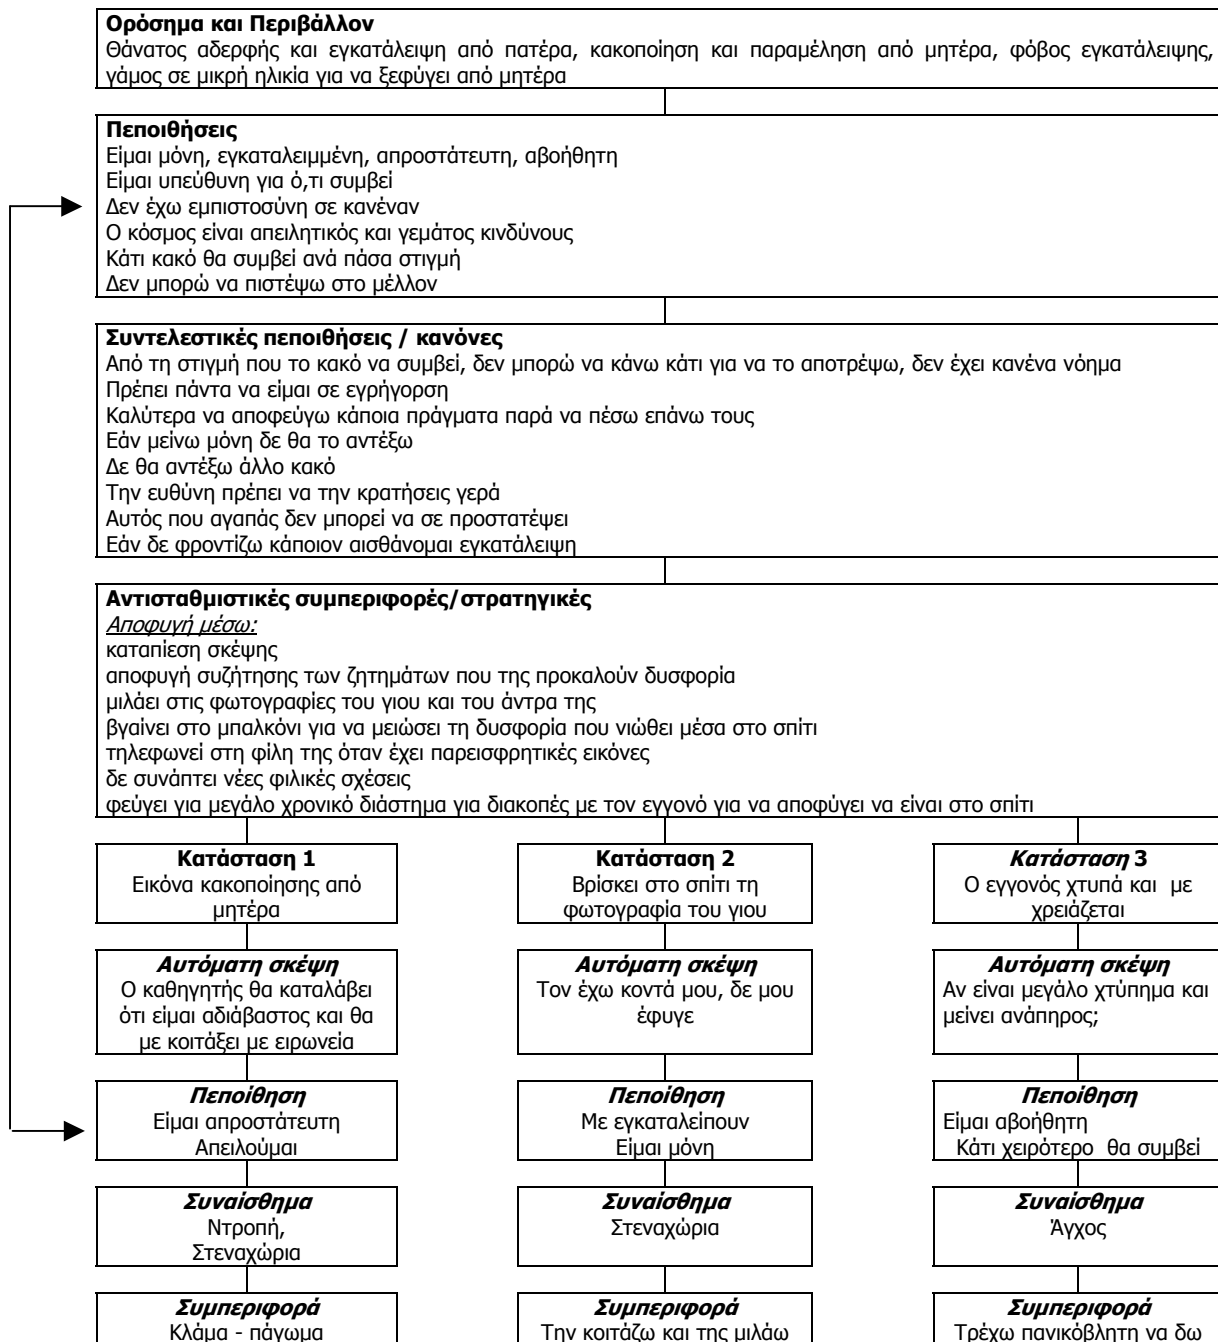 Ορόσημα και Περιβάλλον
Θάνατος αδερφής και εγκατάλειψη από πατέρα, κακοποίηση και παραμέληση από μητέρα, φόβος εγκατάλειψης,
γάμος σε μικρή ηλικία για να ξεφύγει από μητέρα
Πεποιθήσεις
Είμαι μόνη, εγκαταλειμμένη, απροστάτευτη, αβοήθητη
Είμαι υπεύθυνη για ό,τι συμβεί
Δεν έχω εμπιστοσύνη σε κανέναν
Ο κόσμος είναι απειλητικός και γεμάτος κινδύνους
Κάτι κακό θα συμβεί ανά πάσα στιγμή
Δεν μπορώ να πιστέψω στο μέλλον
Συντελεστικές πεποιθήσεις / κανόνες
Από τη στιγμή που το κακό να συμβεί, δεν μπορώ να κάνω κάτι για να το αποτρέψω, δεν έχει κανένα νόημα
Πρέπει πάντα να είμαι σε εγρήγορση
Καλύτερα να αποφεύγω κάποια πράγματα παρά να πέσω επάνω τους
Εάν μείνω μόνη δε θα το αντέξω
Δε θα αντέξω άλλο κακό
Την ευθύνη πρέπει να την κρατήσεις γερά
Αυτός που αγαπάς δεν μπορεί να σε προστατέψει
Εάν δε φροντίζω κάποιον αισθάνομαι εγκατάλειψη
Αντισταθμιστικές συμπεριφορές/στρατηγικές
Αποφυγή μέσω:
καταπίεση σκέψης
αποφυγή συζήτησης των ζητημάτων που της προκαλούν δυσφορία
μιλάει στις φωτογραφίες του γιου και του άντρα της
βγαίνει στο μπαλκόνι για να μειώσει τη δυσφορία που νιώθει μέσα στο σπίτι
τηλεφωνεί στη φίλη της όταν έχει παρεισφρητικές εικόνες
δε συνάπτει νέες φιλικές σχέσεις
φεύγει για μεγάλο χρονικό διάστημα για διακοπές με τον εγγονό για να αποφύγει να είναι στο σπίτι
Κατάσταση 1
Εικόνα κακοποίησης από
μητέρα
Κατάσταση 2
Βρίσκει στο σπίτι τη
φωτογραφία του γιου
Κατάσταση 3
Ο εγγονός χτυπά και με
χρειάζεται
Αυτόματη σκέψη
Ο καθηγητής θα καταλάβει
ότι είμαι αδιάβαστος και θα
με κοιτάξει με ειρωνεία
Αυτόματη σκέψη
Τον έχω κοντά μου, δε μου
έφυγε
Αυτόματη σκέψη
Αν είναι μεγάλο χτύπημα και
μείνει ανάπηρος;
Πεποίθηση
Είμαι απροστάτευτη
Απειλούμαι
Πεποίθηση
Με εγκαταλείπουν
Είμαι μόνη
Πεποίθηση
Είμαι αβοήθητη
Κάτι χειρότερο θα συμβεί
Συναίσθημα
Ντροπή,
Στεναχώρια
Συναίσθημα
Στεναχώρια
Συναίσθημα
Άγχος
Συμπεριφορά
Κλάμα - πάγωμα
Συμπεριφορά
Την κοιτάζω και της μιλάω
Συμπεριφορά
Τρέχω πανικόβλητη να δω